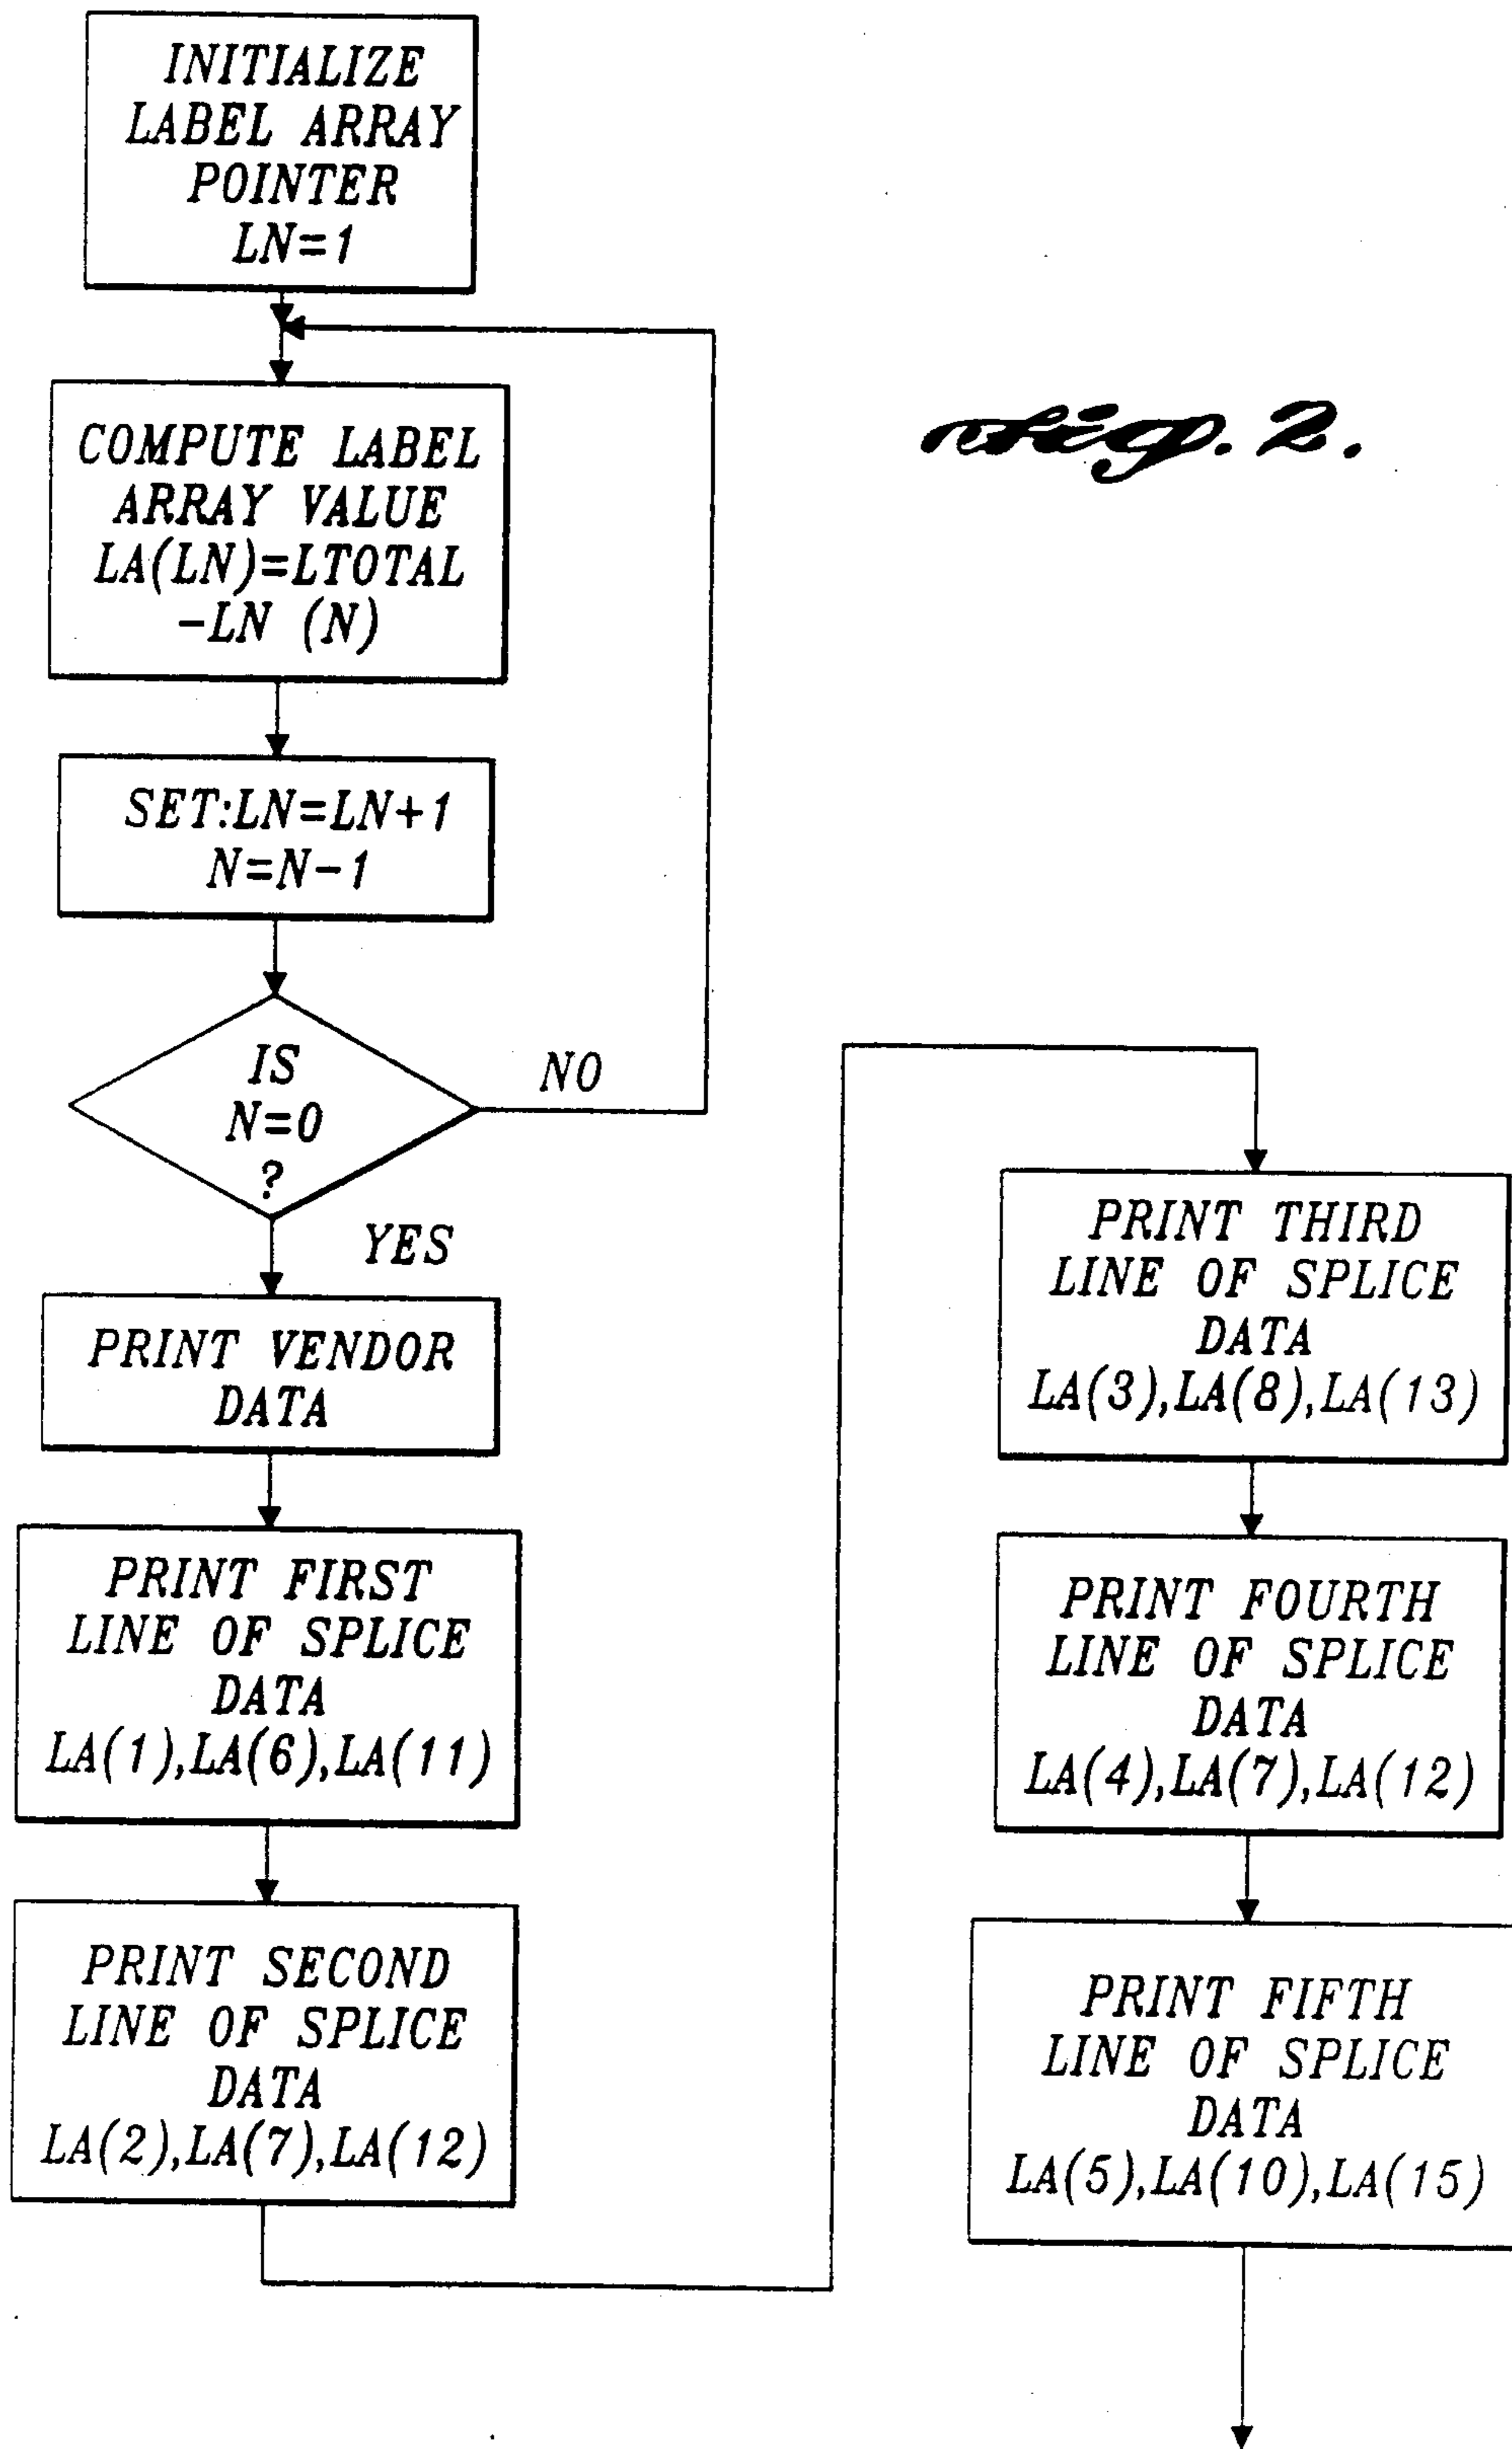 INITIALIZE
LABEL ARRAY
POINTER
LN=1
Fig. 2.
COMPUTE LABEL
ARRAY VALUE
LA(LN)=LTOTAL
-LN (N)
SET:LN=LN+1
N=N-1
IS
N=0
?
NO
YES
PRINT VENDOR
DATA
PRINT FIRST
LINE OF SPLICE
DATA
LA(1),LA(6),LA(11)
PRINT SECOND
LINE OF SPLICE
DATA
LA(2),LA(7),LA(12)
PRINT THIRD
LINE OF SPLICE
DATA
LA(3),LA(8),LA(13)
PRINT FOURTH
LINE OF SPLICE
DATA
LA(4),LA(7),LA(12)
PRINT FIFTH
LINE OF SPLICE
DATA
LA(5),LA(10),LA(15)